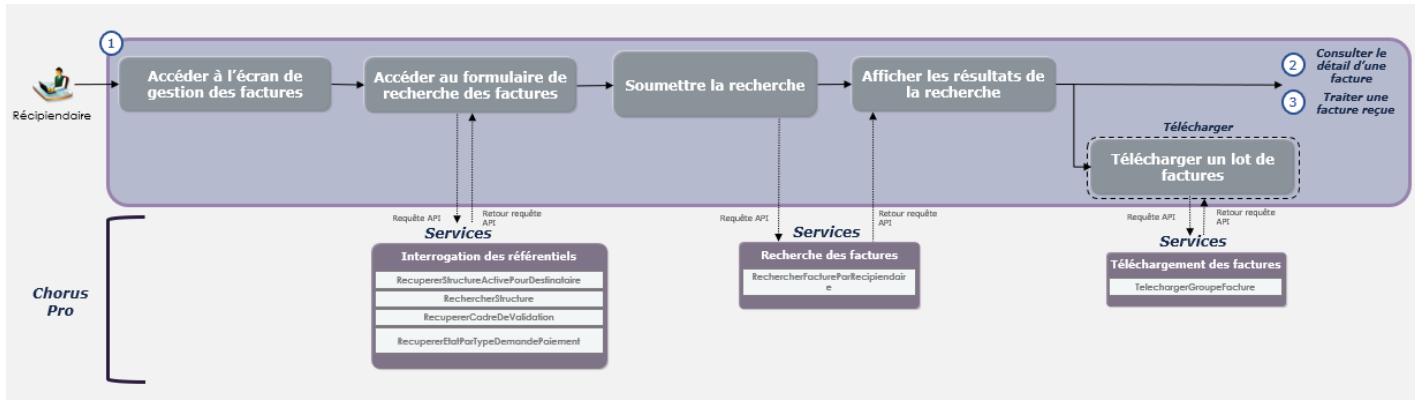 1
Récipiendaire
Accéder à l'écran de
gestion des factures
Accéder au formulaire de
recherche des factures
Soumettre la recherche
Afficher les résultats de
la recherche
2
Consulter le
détail d'une
facture
3
Traiter une
facture reçue
Télécharger
Télécharger un lot de
factures
Requête API
Retour requête
API
Services
Interrogation des référentiels
RecupererStructureActivePourDestinataire
RechercherStructure
RecupererCadreDeValidation
RecupererEtatParTypeDemandePaiement
Requête API
Retour requête
API
Services
Recherche des factures
RechercherFactureParRecipiendair
e
Requête API
Retour requête
API
Services
Téléchargement des factures
TelechargerGroupeFacture
Chorus
Pro